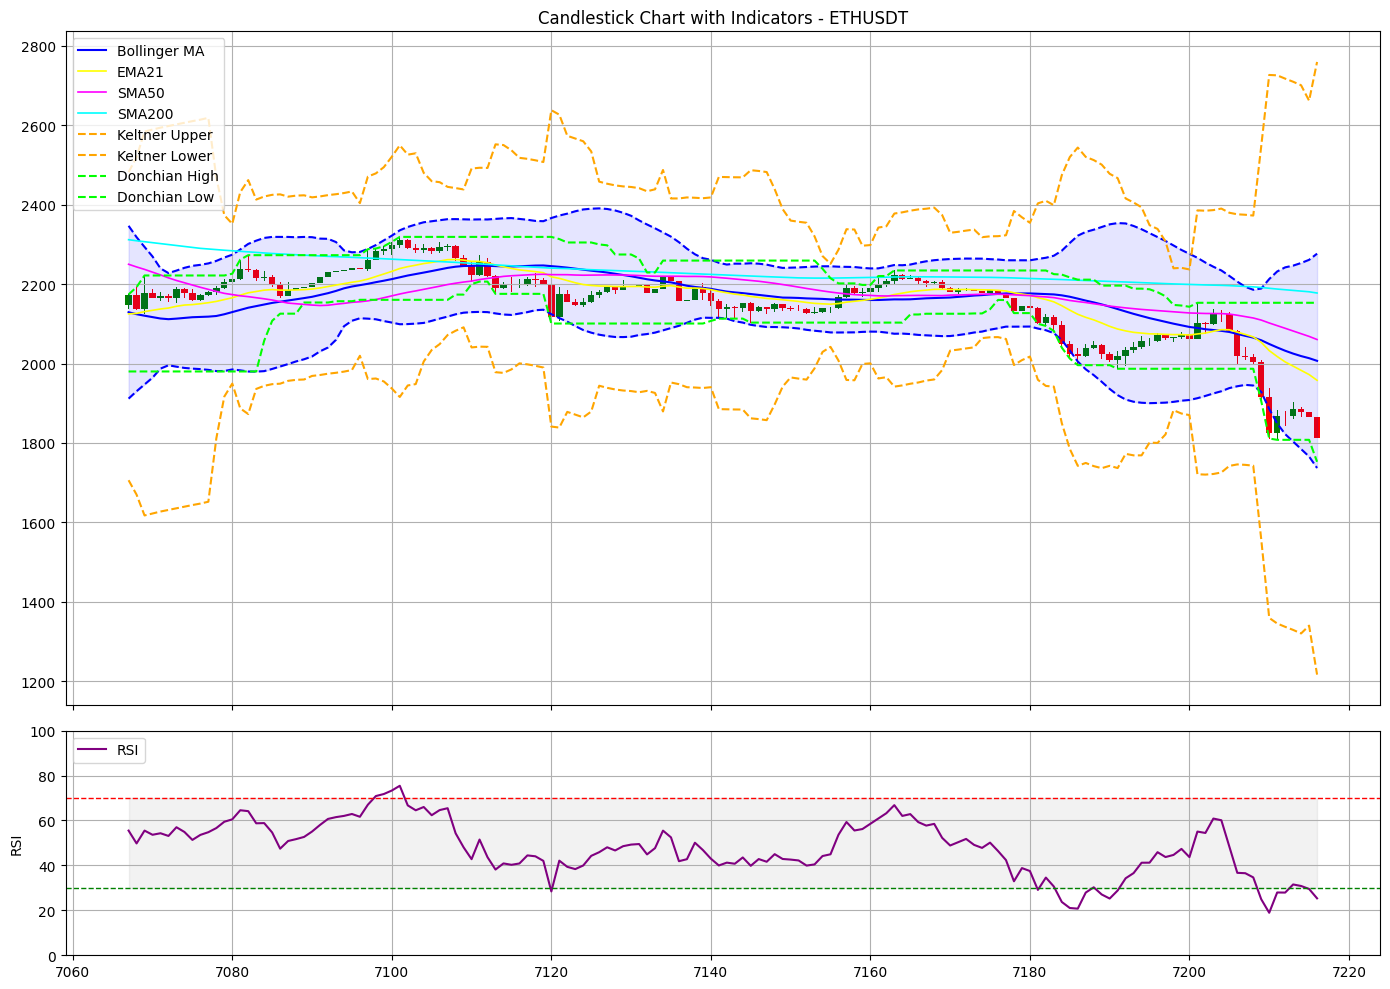 Candlestick Chart with Indicators - ETHUSDT
2800
2600
2400
2200
2000
1800
1600
1400
1200
Bollinger MA
EMA21
SMA50
SMA200
Keltner Upper
Keltner Lower
Donchian High
Donchian Low
100
80
60
40
20
0
RSI
RSI
7060 7080 7100 7120 7140 7160 7180 7200 7220